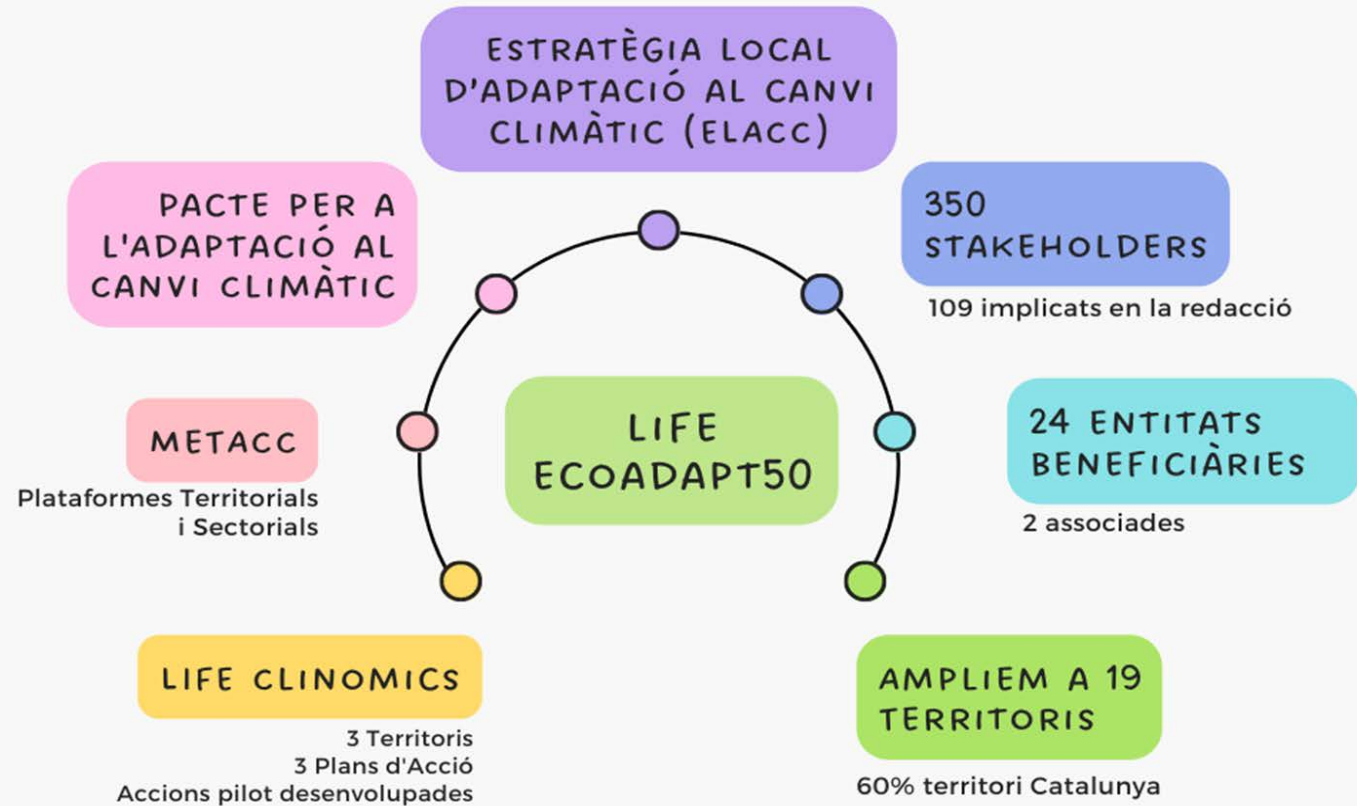 ESTRATÈGIA LOCAL
D'ADAPTACIÓ AL CANVI
CLIMÀTIC (ELACC)
PACTE PER A
L'ADAPTACIÓ AL
CANVI CLIMÀTIC
350
STAKEHOLDERS
109 implicats en la redacció
METACC
Plataformes Territorials
i Sectorials
LIFE
ECOADAPT50
24 ENTITATS
BENEFICIÀRIES
2 associades
LIFE CLINOMICS
3 Territoris
3 Plans d'Acció
Accions pilot desenvolupades
AMPLIEM A 19
TERRITORIS
60% territori Catalunya